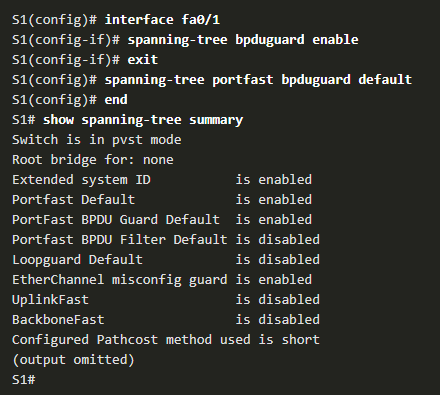 S1(config)# interface fa0/1
S1(config-if)# spanning-tree bpduguard enable
S1(config-if)# exit
S1(config)# spanning-tree portfast bpduguard default
S1(config)# end
S1# show spanning-tree summary
Switch is in pvst mode
Root bridge for: none
Extended system ID           is enabled
Portfast Default             is enabled
PortFast BPDU Guard Default  is enabled
Portfast BPDU Filter Default is disabled
Loopguard Default            is disabled
EtherChannel misconfig guard is enabled
UplinkFast                   is disabled
BackboneFast                 is disabled
Configured Pathcost method used is short
(output omitted)
S1#